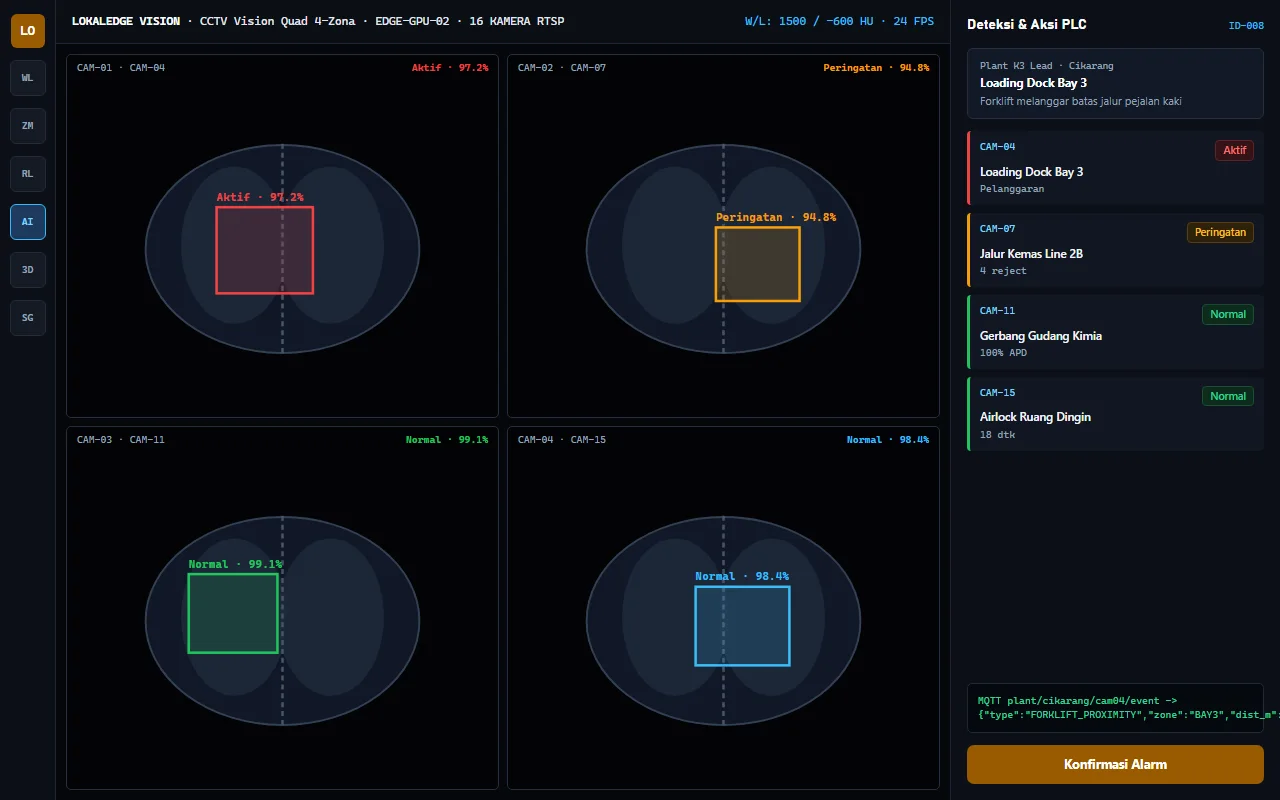 LO
WL
ZM
RL
AI
3D
SG
LOKALEDGE VISION · CCTV Vision Quad 4-Zona · EDGE-GPU-02 · 16 KAMERA RTSP
W/L: 1500 / -600 HU · 24 FPS
CAM-01 · CAM-04
Aktif · 97.2%
Aktif · 97.2%
CAM-02 · CAM-07
Peringatan · 94.8%
Peringatan · 94.8%
CAM-03 · CAM-11
Normal · 99.1%
Normal · 99.1%
CAM-04 · CAM-15
Normal · 98.4%
Normal · 98.4%
Deteksi & Aksi PLC
ID-008
Plant K3 Lead · Cikarang
Loading Dock Bay 3
Forklift melanggar batas jalur pejalan kaki
CAM-04
Aktif
Loading Dock Bay 3
Pelanggaran
CAM-07
Peringatan
Jalur Kemas Line 2B
4 reject
CAM-11
Normal
Gerbang Gudang Kimia
100% APD
CAM-15
Normal
Airlock Ruang Dingin
18 dtk
MQTT plant/cikarang/cam04/event ->
{"type":"FORKLIFT_PROXIMITY","zone":"BAY3","dist_m":
Konfirmasi Alarm